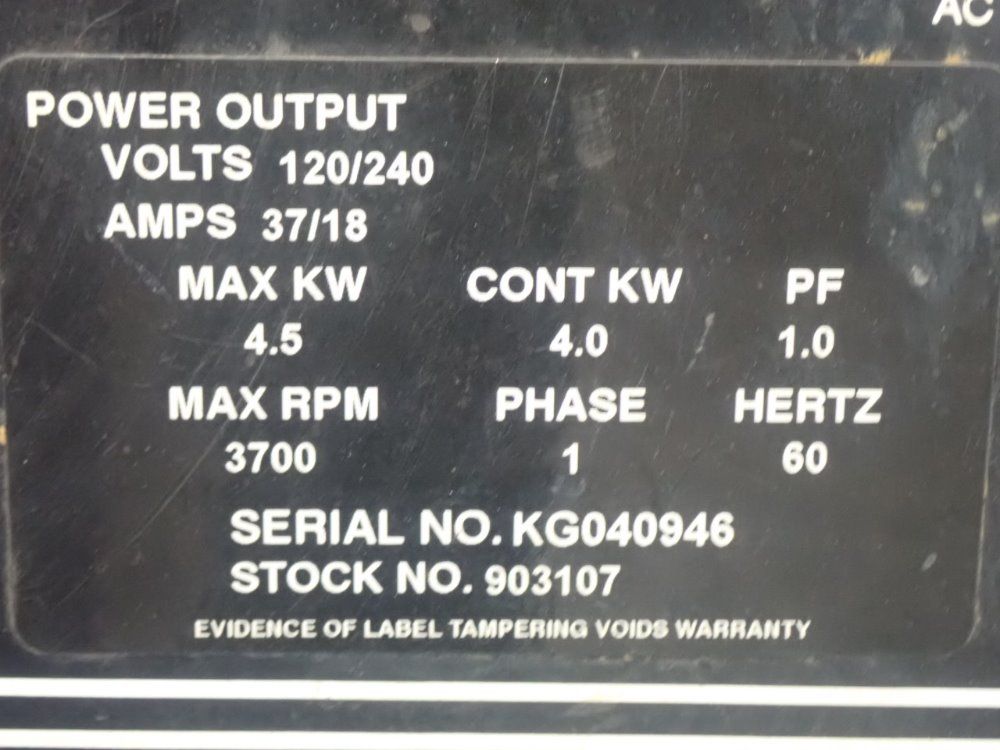 AC
POWER OUTPUT
VOLTS 120/240
AMPS 37/18
MAX KW CONT KW PF
4.5 4.0 1.0
MAX RPM PHASE HERTZ
3700 1 60
SERIAL NO. KG040946
STOCK NO. 903107
EVIDENCE OF LABEL TAMPERING VOIDS WARRANTY